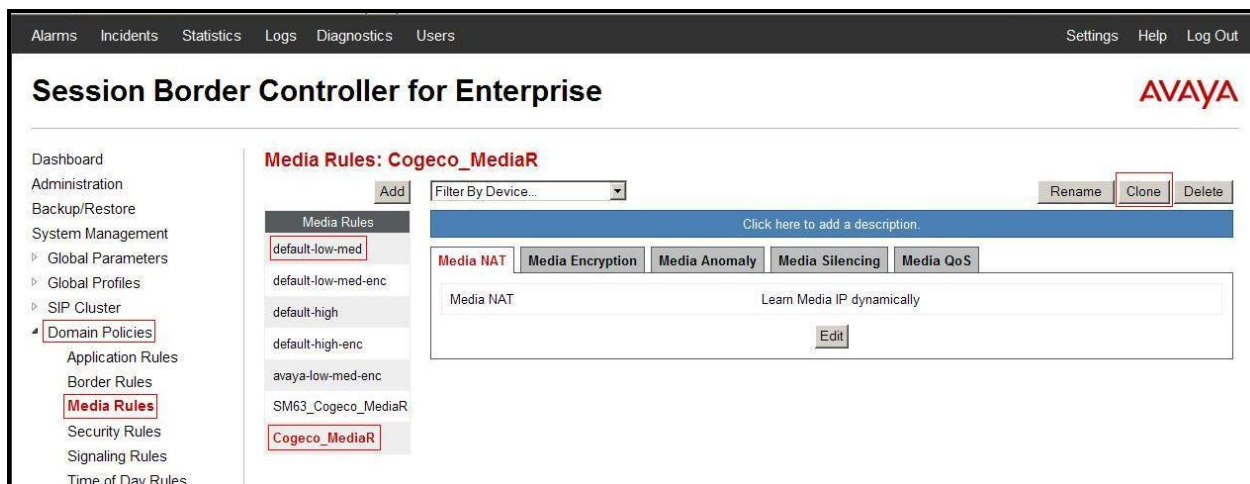 Alarms Incidents Statistics Logs Diagnostics Users Settings Help Log Out
Session Border Controller for Enterprise
AVAYA
Dashboard
Administration
Backup/Restore
System Management
Global Parameters
Global Profiles
SIP Cluster
Domain Policies
Application Rules
Border Rules
Media Rules
Security Rules
Signaling Rules
Time of Day Rules
Media Rules: Cogeco_MediaR
Add
Filter By Device...
Rename Clone Delete
Media Rules
default-low-med
default-low-med-enc
default-high
default-high-enc
avaya-low-med-enc
SM63_Cogeco_MediaR
Cogeco_MediaR
Click here to add a description.
Media NAT Media Encryption Media Anomaly Media Silencing Media QoS
Media NAT Learn Media IP dynamically
Edit